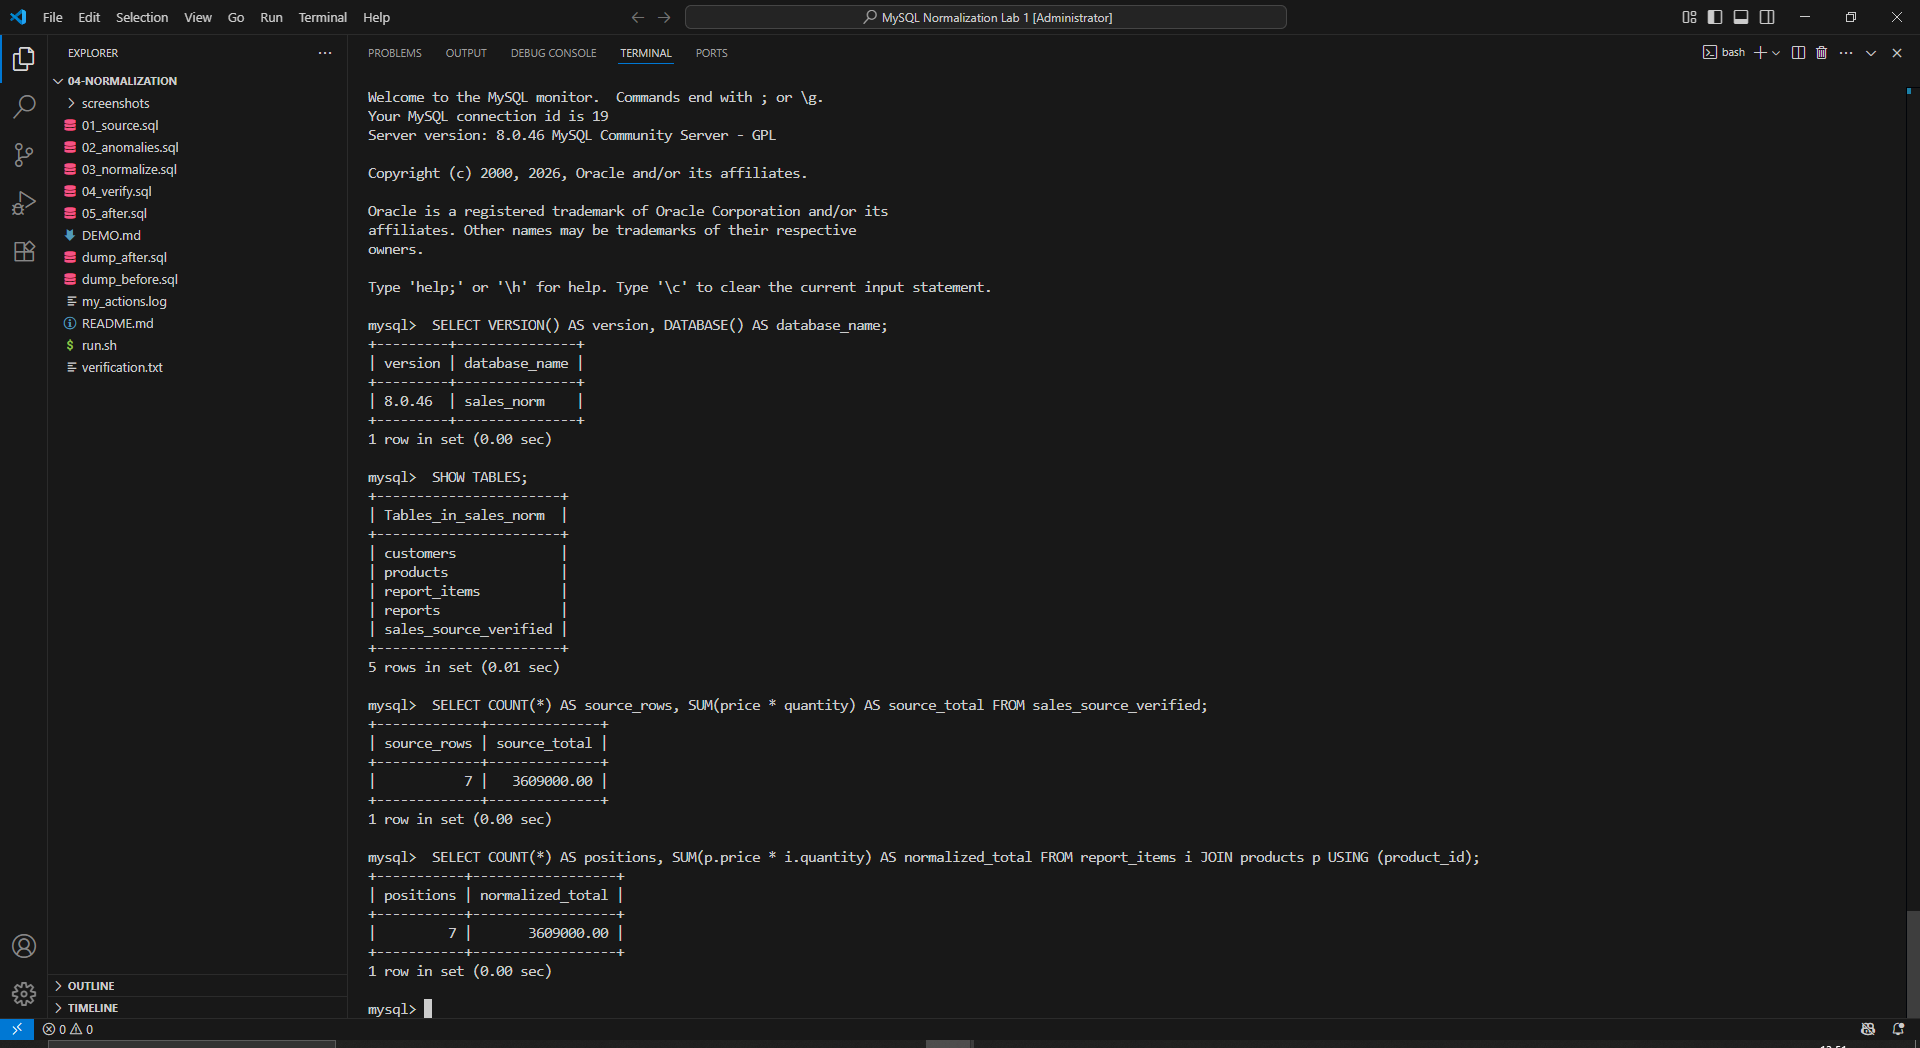 File Edit Selection View Go Run Terminal Help
MySQL Normalization Lab 1 [Administrator]
EXPLORER
04-NORMALIZATION
screenshots
01_source.sql
02_anomalies.sql
03_normalize.sql
04_verify.sql
05_after.sql
DEMO.md
dump_after.sql
dump_before.sql
my_actions.log
README.md
$ run.sh
verification.txt
OUTLINE
TIMELINE
PROBLEMS OUTPUT DEBUG CONSOLE TERMINAL PORTS
bash
Welcome to the MySQL monitor.  Commands end with ; or \g.
Your MySQL connection id is 19
Server version: 8.0.46 MySQL Community Server - GPL
Copyright (c) 2000, 2026, Oracle and/or its affiliates.
Oracle is a registered trademark of Oracle Corporation and/or its
affiliates. Other names may be trademarks of their respective
owners.
Type 'help;' or '\h' for help. Type '\c' to clear the current input statement.
mysql>  SELECT VERSION() AS version, DATABASE() AS database_name;
+---------+---------------+
| version | database_name |
+---------+---------------+
| 8.0.46  | sales_norm    |
+---------+---------------+
1 row in set (0.00 sec)
mysql>  SHOW TABLES;
+-----------------------+
| Tables_in_sales_norm  |
+-----------------------+
| customers             |
| products              |
| report_items          |
| reports               |
| sales_source_verified |
+-----------------------+
5 rows in set (0.01 sec)
mysql>  SELECT COUNT(*) AS source_rows, SUM(price * quantity) AS source_total FROM sales_source_verified;
+-------------+--------------+
| source_rows | source_total |
+-------------+--------------+
|           7 |   3609000.00 |
+-------------+--------------+
1 row in set (0.00 sec)
mysql>  SELECT COUNT(*) AS positions, SUM(p.price * i.quantity) AS normalized_total FROM report_items i JOIN products p USING (product_id);
+-----------+------------------+
| positions | normalized_total |
+-----------+------------------+
|         7 |       3609000.00 |
+-----------+------------------+
1 row in set (0.00 sec)
mysql>
0 0